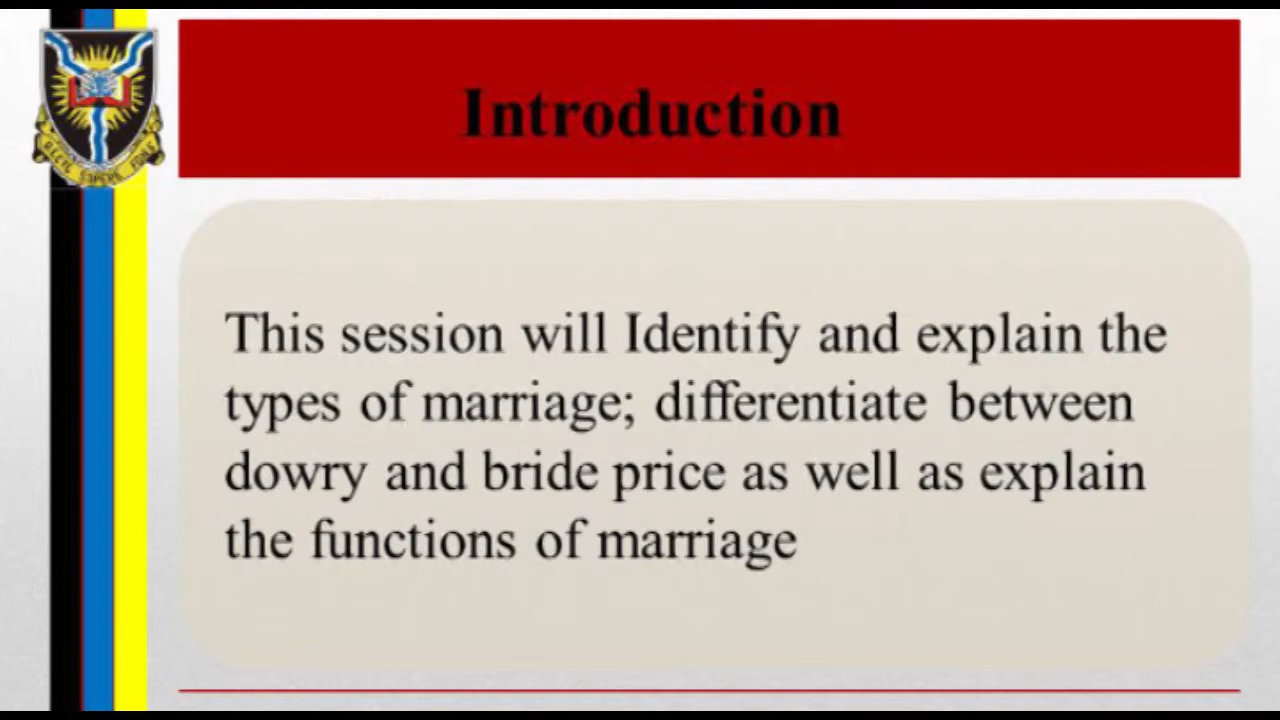 Introduction
This session will Identify and explain the
types of marriage; differentiate between
dowry and bride price as well as explain
the functions of marriage